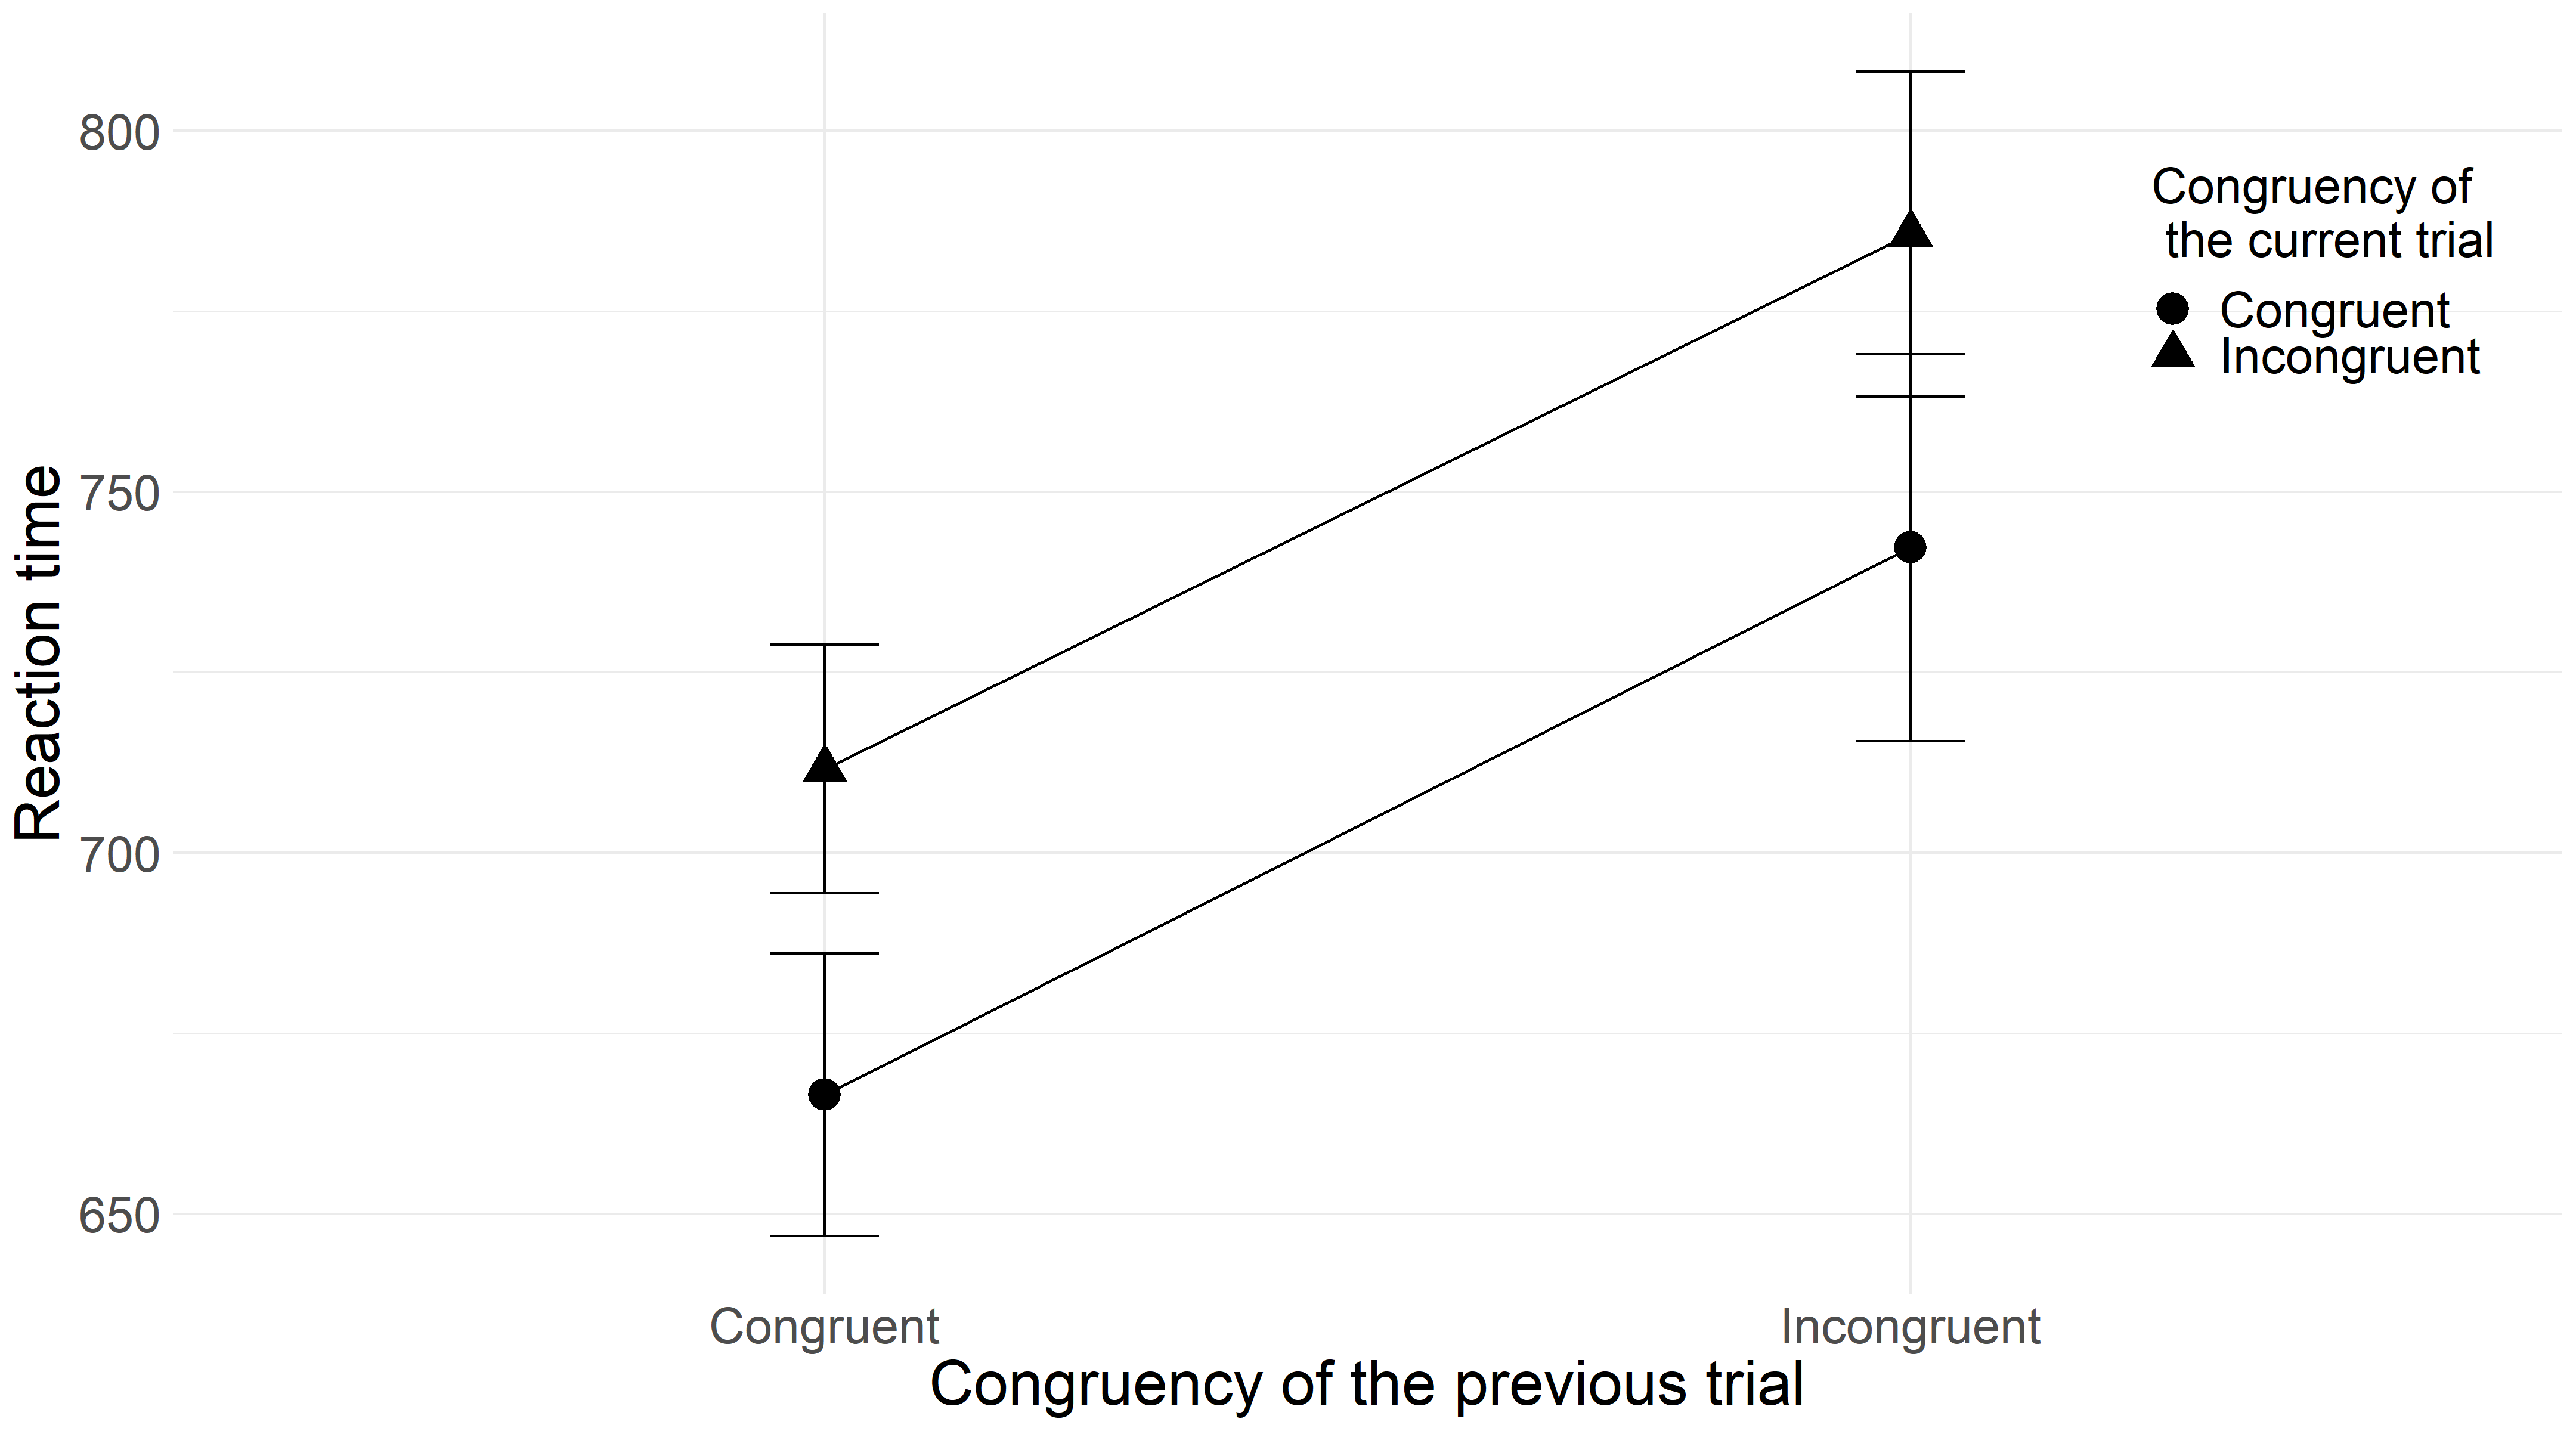 800
750
700
650
Reaction time
Congruent
Incongruent
Congruency of the previous trial
Congruency of
the current trial
Congruent
Incongruent